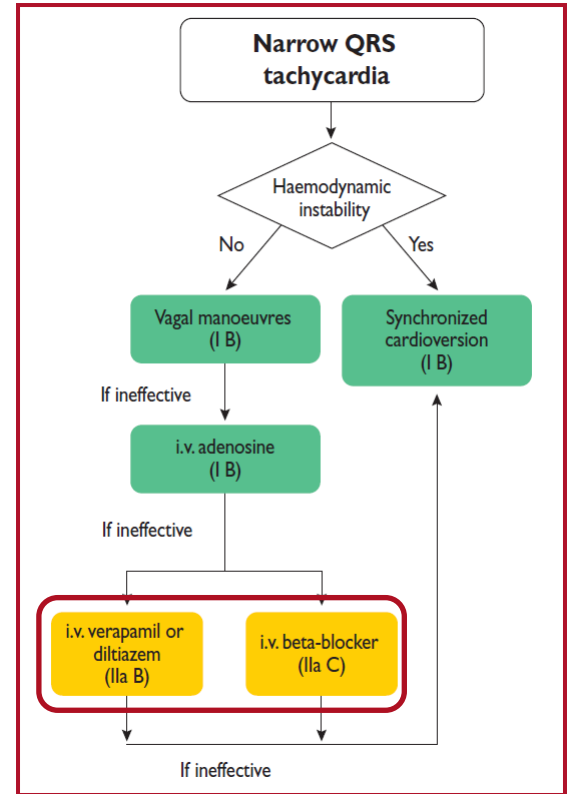 Narrow QRS
tachycardia
Haemodynamic
instability
No
Yes
Vagal manoeuvres
(I B)
Synchronized
cardioversion
(I B)
If ineffective
i.v. adenosine
(I B)
If ineffective
i.v. verapamil or
diltiazem
(IIa B)
i.v. beta-blocker
(IIa C)
If ineffective